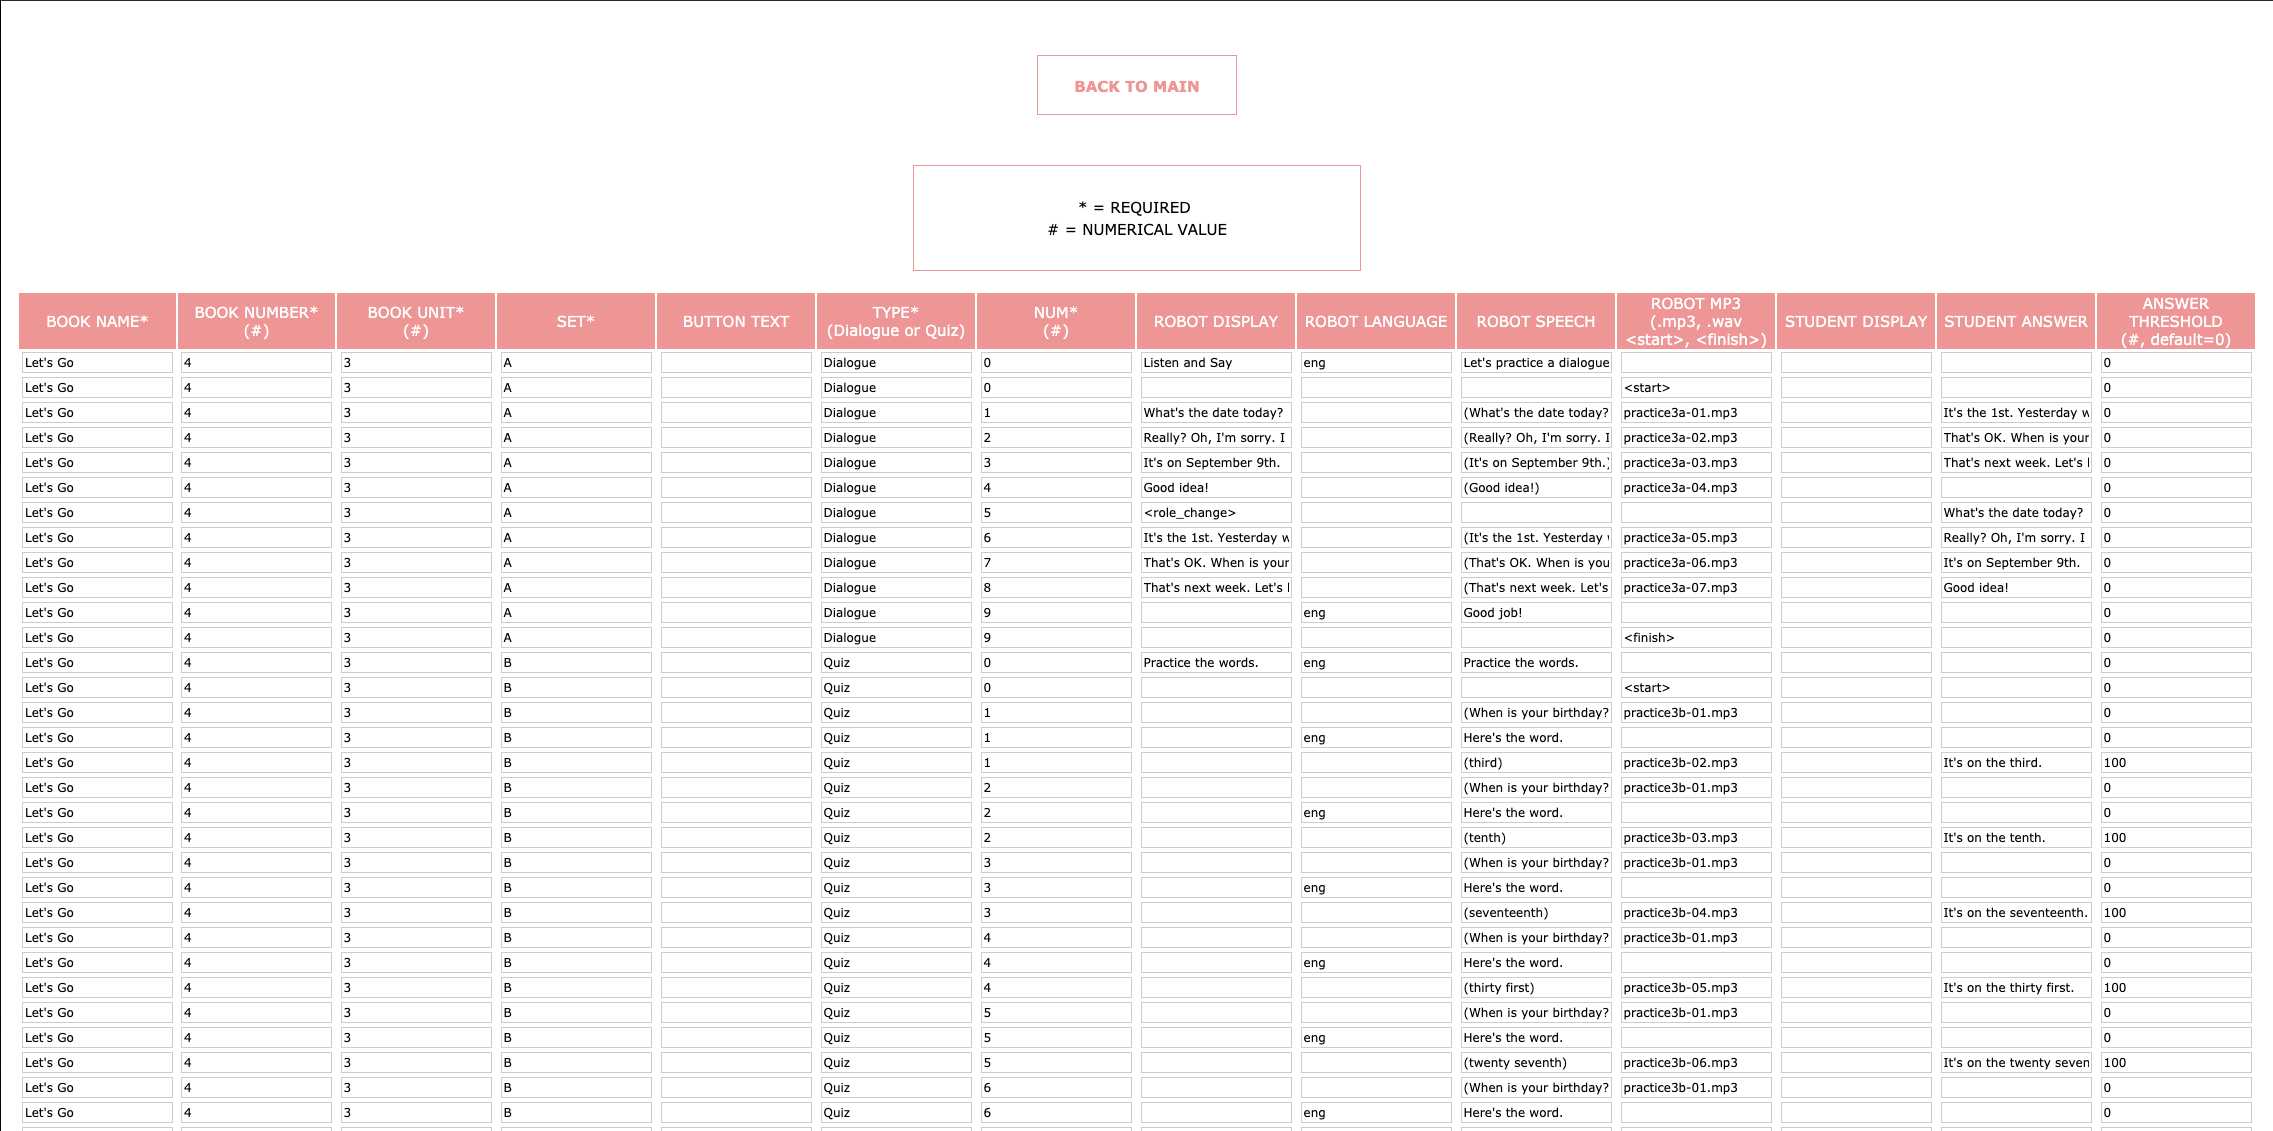 BACK TO MAIN
* = REQUIRED
# = NUMERICAL VALUE
BOOK NAME* BOOK NUMBER* (#) BOOK UNIT* (#) SET* BUTTON TEXT TYPE* (Dialogue or Quiz) NUM* (#) ROBOT DISPLAY ROBOT LANGUAGE ROBOT SPEECH ROBOT MP3 (.mp3, .wav <start>, <finish>) STUDENT DISPLAY STUDENT ANSWER ANSWER THRESHOLD (#, default=0)
Let's Go 4 3 A Dialogue 0 Listen and Say eng Let's practice a dialogue 0
Let's Go 4 3 A Dialogue 0 <start> 0
Let's Go 4 3 A Dialogue 1 What's the date today? (What's the date today? practice3a-01.mp3 It's the 1st. Yesterday w 0
Let's Go 4 3 A Dialogue 2 Really? Oh, I'm sorry. I (Really? Oh, I'm sorry. I practice3a-02.mp3 That's OK. When is your 0
Let's Go 4 3 A Dialogue 3 It's on September 9th. (It's on September 9th.) practice3a-03.mp3 That's next week. Let's 0
Let's Go 4 3 A Dialogue 4 Good idea! (Good idea!) practice3a-04.mp3 0
Let's Go 4 3 A Dialogue 5 <role_change> What's the date today? 0
Let's Go 4 3 A Dialogue 6 It's the 1st. Yesterday w (It's the 1st. Yesterday practice3a-05.mp3 Really? Oh, I'm sorry. I 0
Let's Go 4 3 A Dialogue 7 That's OK. When is your (That's OK. When is you practice3a-06.mp3 It's on September 9th. 0
Let's Go 4 3 A Dialogue 8 That's next week. Let's (That's next week. Let's practice3a-07.mp3 Good idea! 0
Let's Go 4 3 A Dialogue 9 eng Good job! 0
Let's Go 4 3 A Dialogue 9 <finish> 0
Let's Go 4 3 B Quiz 0 Practice the words. eng Practice the words. 0
Let's Go 4 3 B Quiz 0 <start> 0
Let's Go 4 3 B Quiz 1 (When is your birthday? practice3b-01.mp3 0
Let's Go 4 3 B Quiz 1 eng Here's the word. 0
Let's Go 4 3 B Quiz 1 (third) practice3b-02.mp3 It's on the third. 100
Let's Go 4 3 B Quiz 2 (When is your birthday? practice3b-01.mp3 0
Let's Go 4 3 B Quiz 2 eng Here's the word. 0
Let's Go 4 3 B Quiz 2 (tenth) practice3b-03.mp3 It's on the tenth. 100
Let's Go 4 3 B Quiz 3 (When is your birthday? practice3b-01.mp3 0
Let's Go 4 3 B Quiz 3 eng Here's the word. 0
Let's Go 4 3 B Quiz 3 (seventeenth) practice3b-04.mp3 It's on the seventeenth. 100
Let's Go 4 3 B Quiz 4 (When is your birthday? practice3b-01.mp3 0
Let's Go 4 3 B Quiz 4 eng Here's the word. 0
Let's Go 4 3 B Quiz 4 (thirty first) practice3b-05.mp3 It's on the thirty first. 100
Let's Go 4 3 B Quiz 5 (When is your birthday? practice3b-01.mp3 0
Let's Go 4 3 B Quiz 5 eng Here's the word. 0
Let's Go 4 3 B Quiz 5 (twenty seventh) practice3b-06.mp3 It's on the twenty seven 100
Let's Go 4 3 B Quiz 6 (When is your birthday? practice3b-01.mp3 0
Let's Go 4 3 B Quiz 6 eng Here's the word. 0